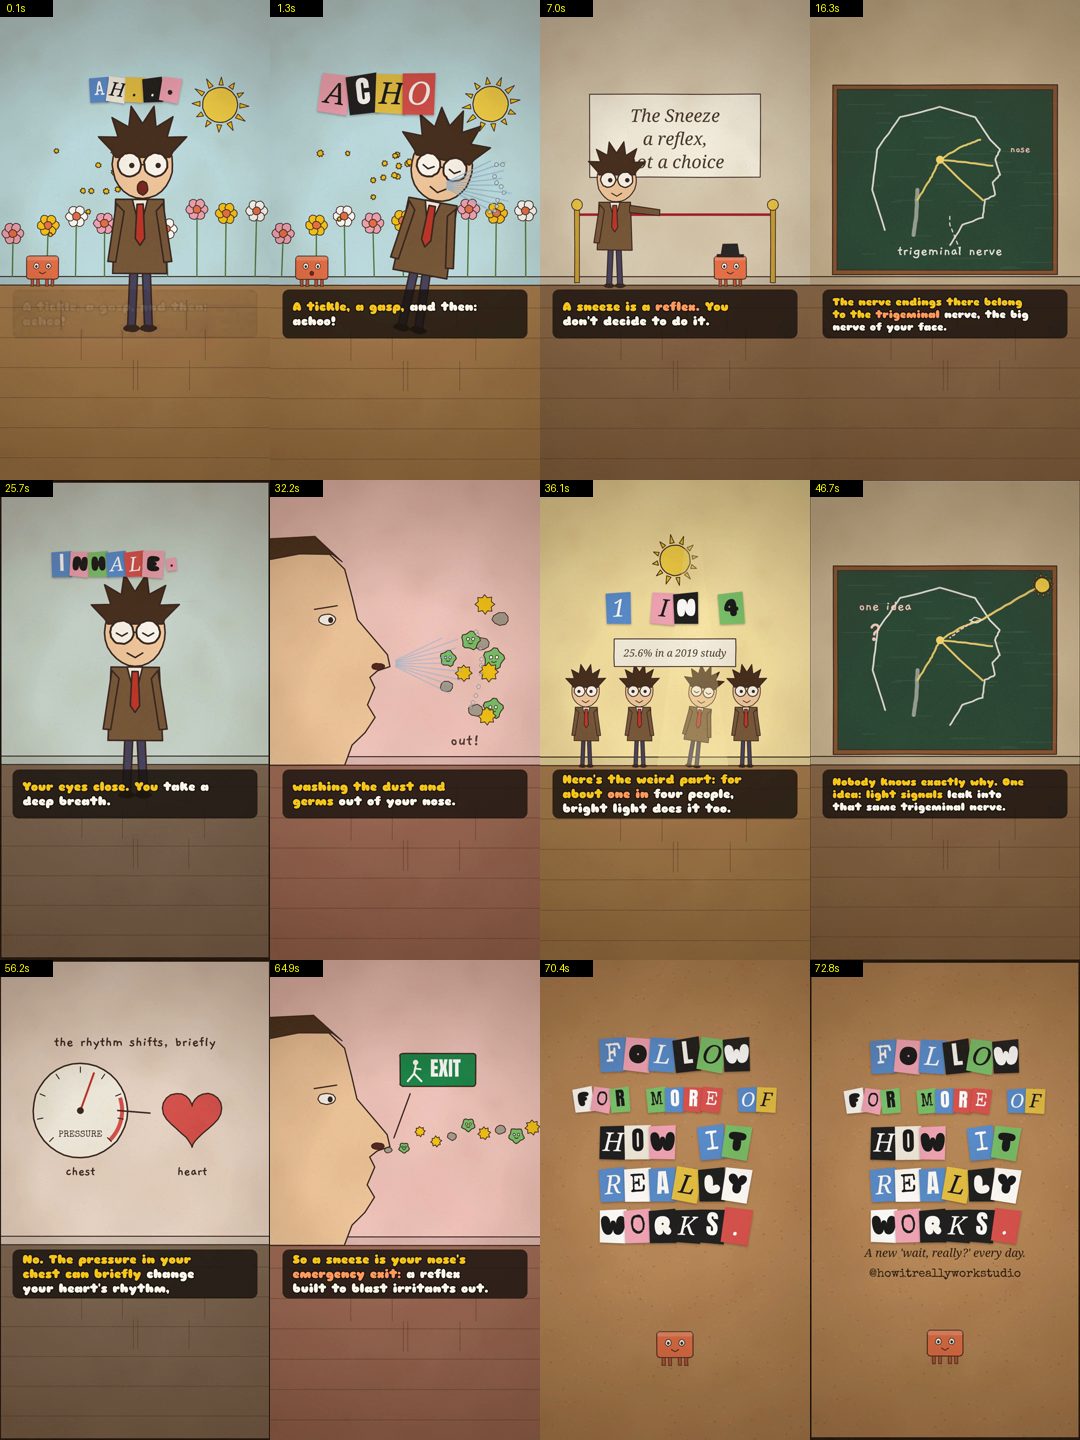 0.1s
AH...
A tickle, a gasp, and then:
achoo!
1.3s
ACHO
A tickle, a gasp, and then:
achoo!
7.0s
The Sneeze
a reflex,
ot a choice
A sneeze is a reflex. You
don't decide to do it.
16.3s
nose
trigeminal nerve
The nerve endings there belong
to the trigeminal nerve, the big
nerve of your face.
25.7s
INHALE.
Your eyes close. You take a
deep breath.
32.2s
out!
washing the dust and
germs out of your nose.
36.1s
1 IN 4
25.6% in a 2019 study
Here's the weird part: for
about one in four people,
bright light does it too.
46.7s
one idea
?
Nobody knows exactly why. One
idea: light signals leak into
that same trigeminal nerve.
56.2s
the rhythm shifts, briefly
PRESSURE
chest
heart
No. The pressure in your
chest can briefly change
your heart's rhythm,
64.9s
EXIT
So a sneeze is your nose's
emergency exit: a reflex
built to blast irritants out.
70.4s
FOLLOW
FOR MORE OF
HOW IT
REALLY
WORKS.
72.8s
FOLLOW
FOR MORE OF
HOW IT
REALLY
WORKS.
A new 'wait, really?' every day.
@howitreallyworkstudio